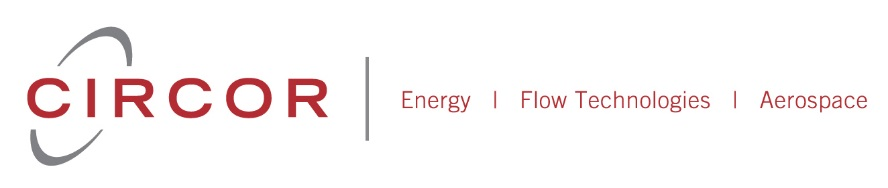 CIRCOR
Energy | Flow Technologies | Aerospace